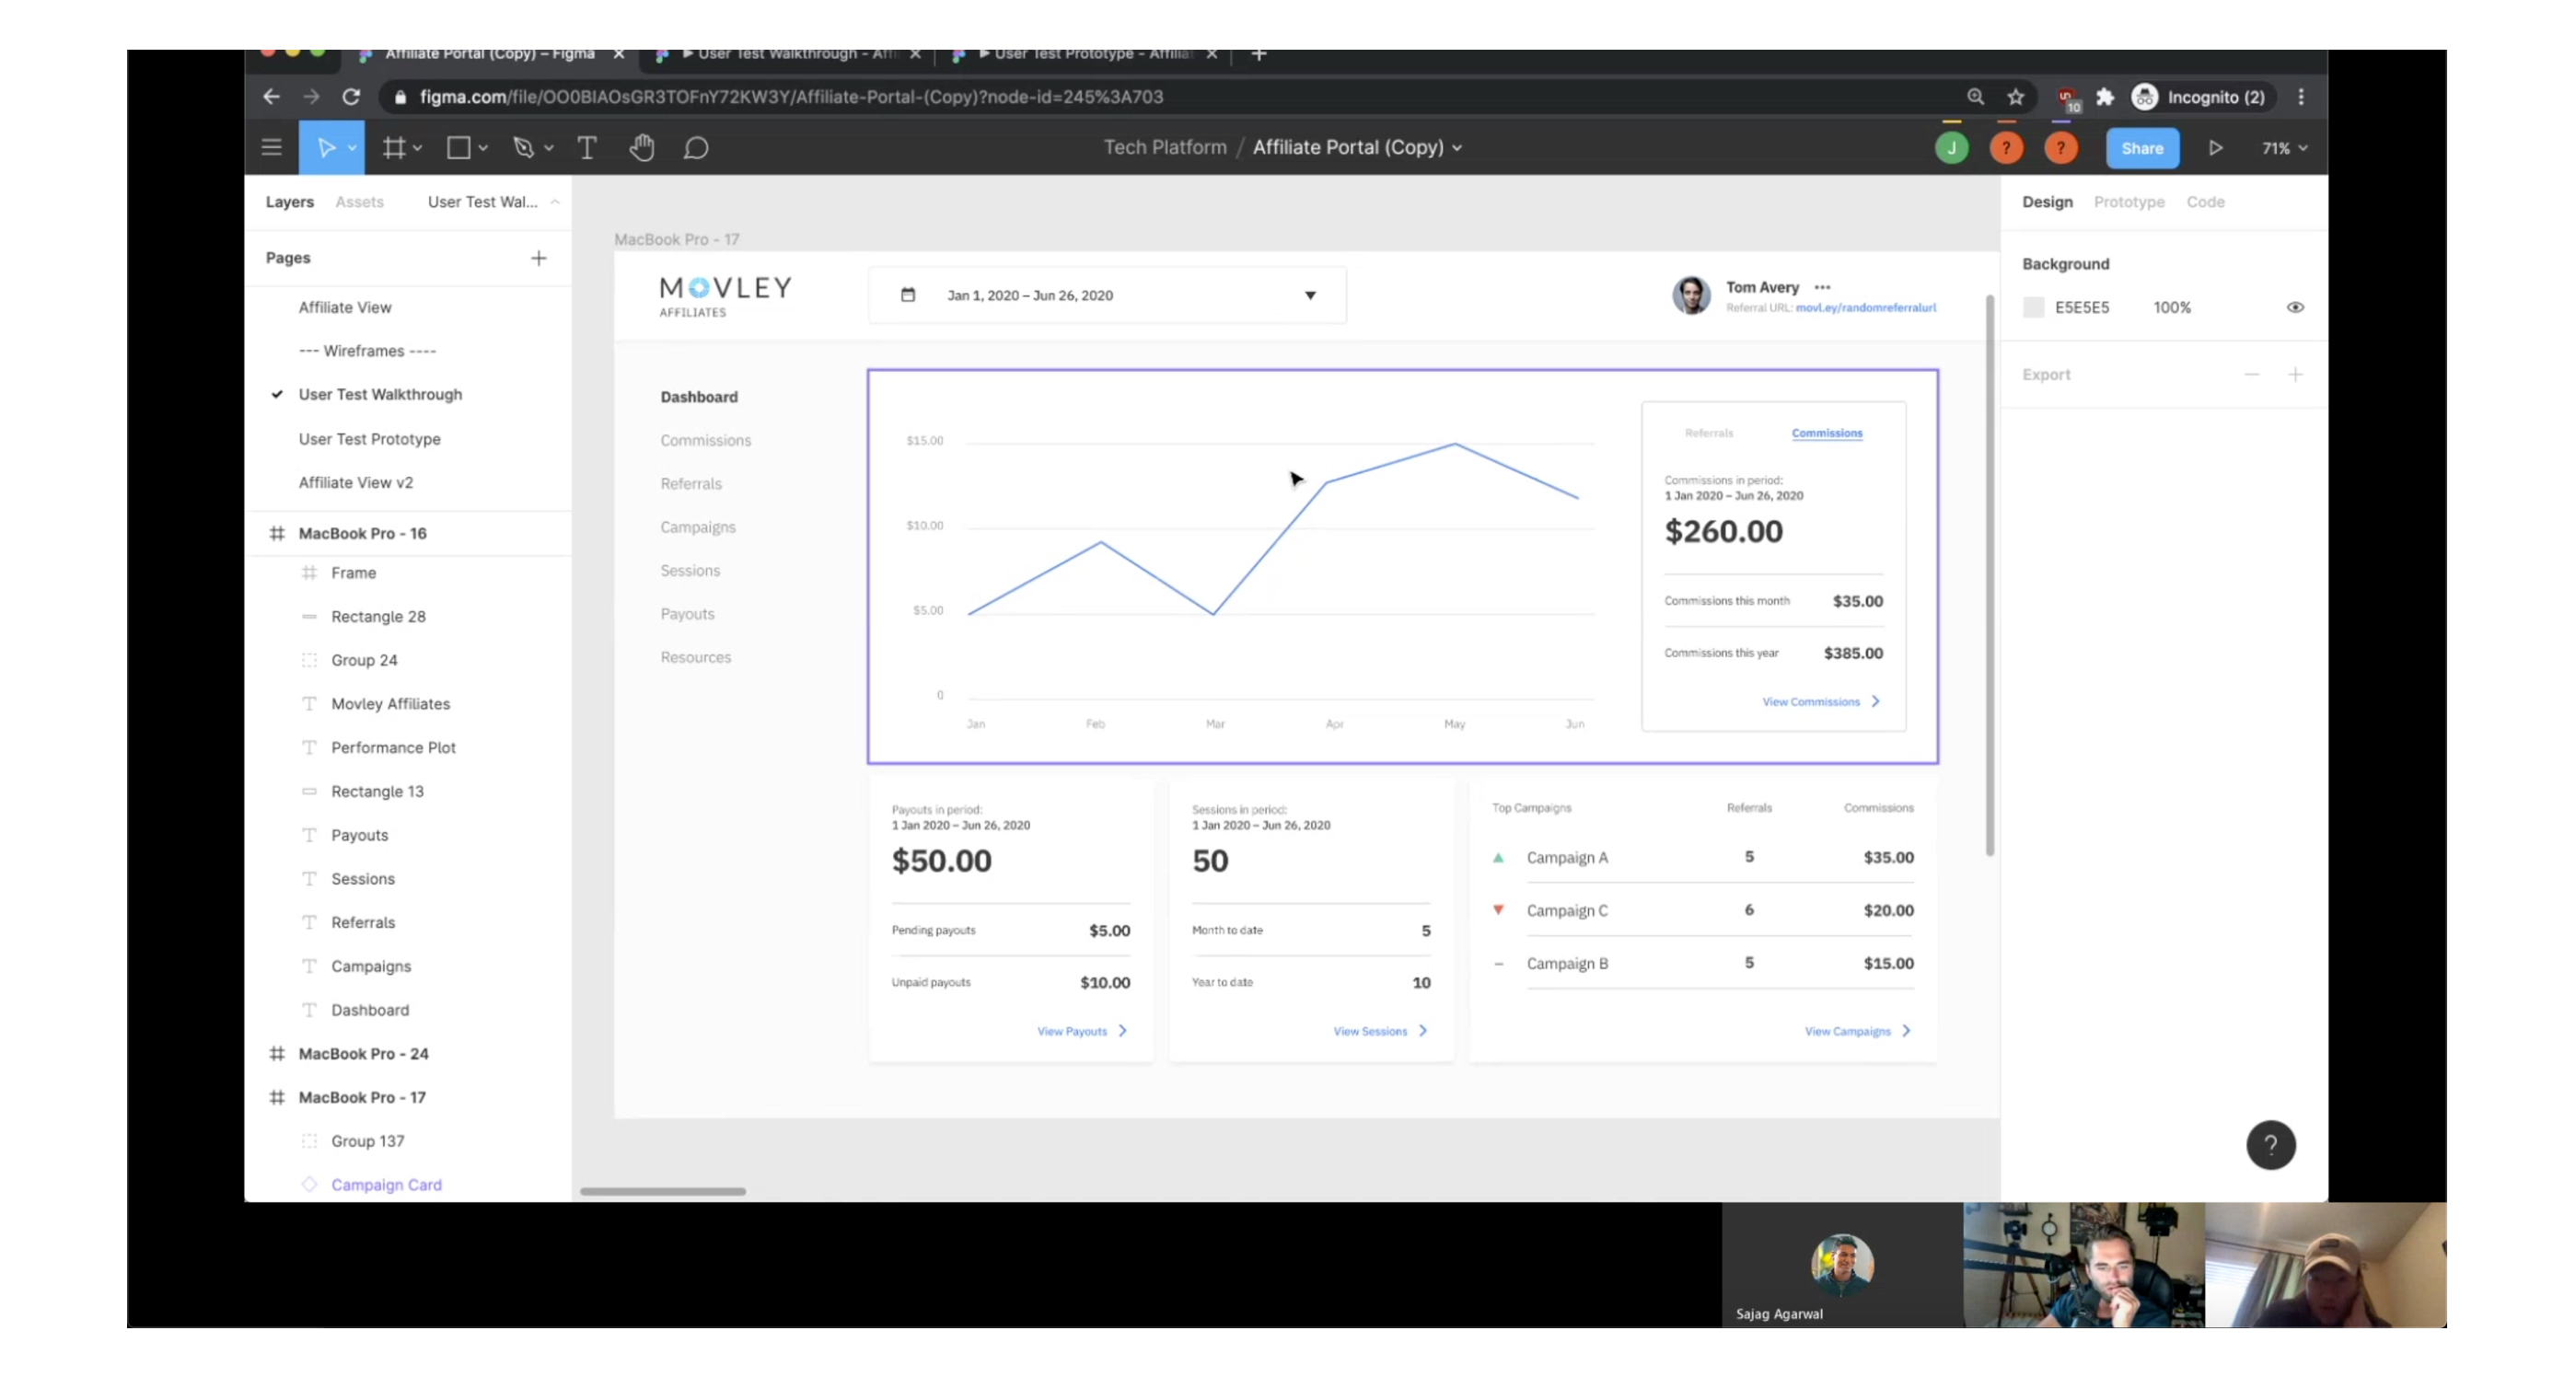 Affiliate Portal (Copy) – Figma
User Test Walkthrough - Affi
User Test Prototype - Affilia
figma.com/file/OO0BIAOsGR3TOFnY72KW3Y/Affiliate-Portal-(Copy)?node-id=245%3A703
10
Incognito (2)
Tech Platform / Affiliate Portal (Copy)
J
?
?
Share
71%
Layers
Assets
User Test Wal...
Design
Prototype
Code
Pages
Affiliate View
--- Wireframes ----
User Test Walkthrough
User Test Prototype
Affiliate View v2
MacBook Pro - 16
Frame
Rectangle 28
Group 24
Movley Affiliates
Performance Plot
Rectangle 13
Payouts
Sessions
Referrals
Campaigns
Dashboard
MacBook Pro - 24
MacBook Pro - 17
Group 137
Campaign Card
MacBook Pro - 17
MOVLEY
AFFILIATES
Jan 1, 2020 – Jun 26, 2020
Tom Avery
Referral URL: movl.ey/randomreferralurl
Dashboard
Commissions
Referrals
Campaigns
Sessions
Payouts
Resources
$15.00
$10.00
$5.00
0
Jan
Feb
Mar
Apr
May
Jun
Referrals
Commissions
Commissions in period:
1 Jan 2020 – Jun 26, 2020
$260.00
Commissions this month $35.00
Commissions this year $385.00
View Commissions
Payouts in period:
1 Jan 2020 – Jun 26, 2020
$50.00
Pending payouts $5.00
Unpaid payouts $10.00
View Payouts
Sessions in period:
1 Jan 2020 – Jun 26, 2020
50
Month to date 5
Year to date 10
View Sessions
Top Campaigns Referrals Commissions
Campaign A 5 $35.00
Campaign C 6 $20.00
Campaign B 5 $15.00
View Campaigns
Background
E5E5E5 100%
Export
?
Sajag Agarwal